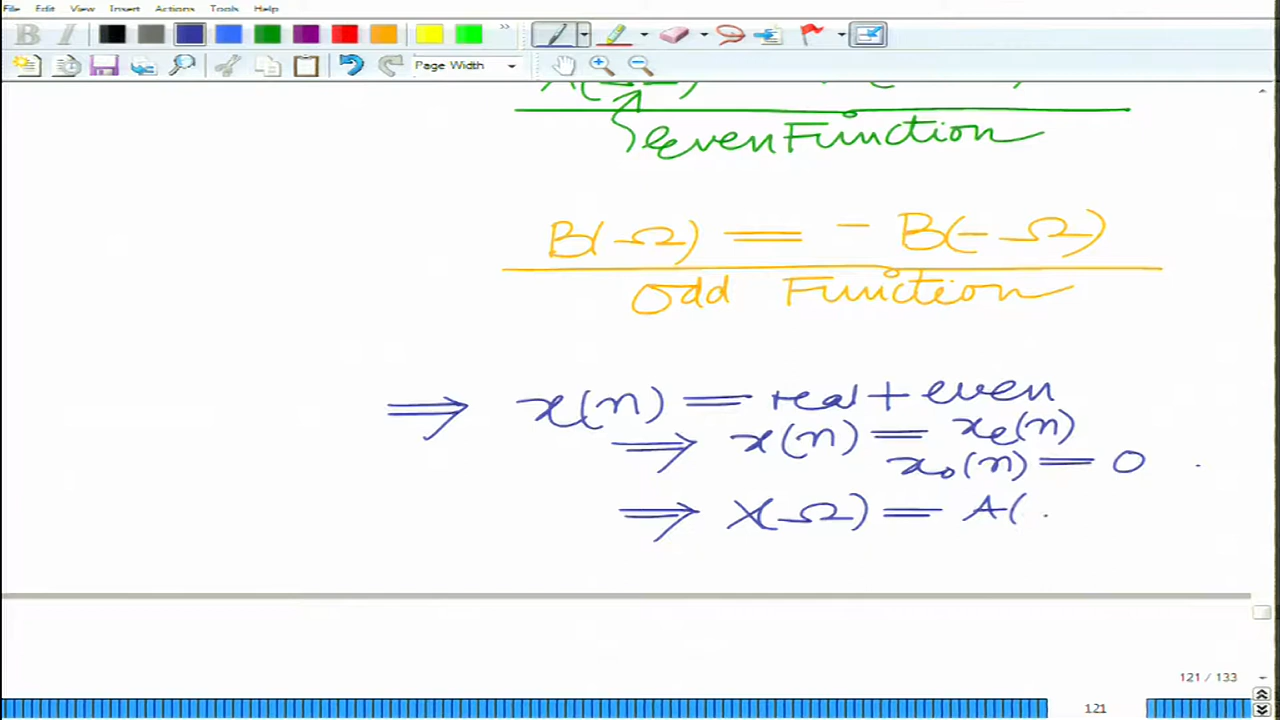 File Edit View Insert Actions Tools Help
B I
Page Width
even Function
B(Ω) = - B(-Ω)
Odd Function
⇒ x(n) = real + even
⇒ x(n) = xₑ(n)
x₀(n) = 0
⇒ X(Ω) = A(
121 / 133
121